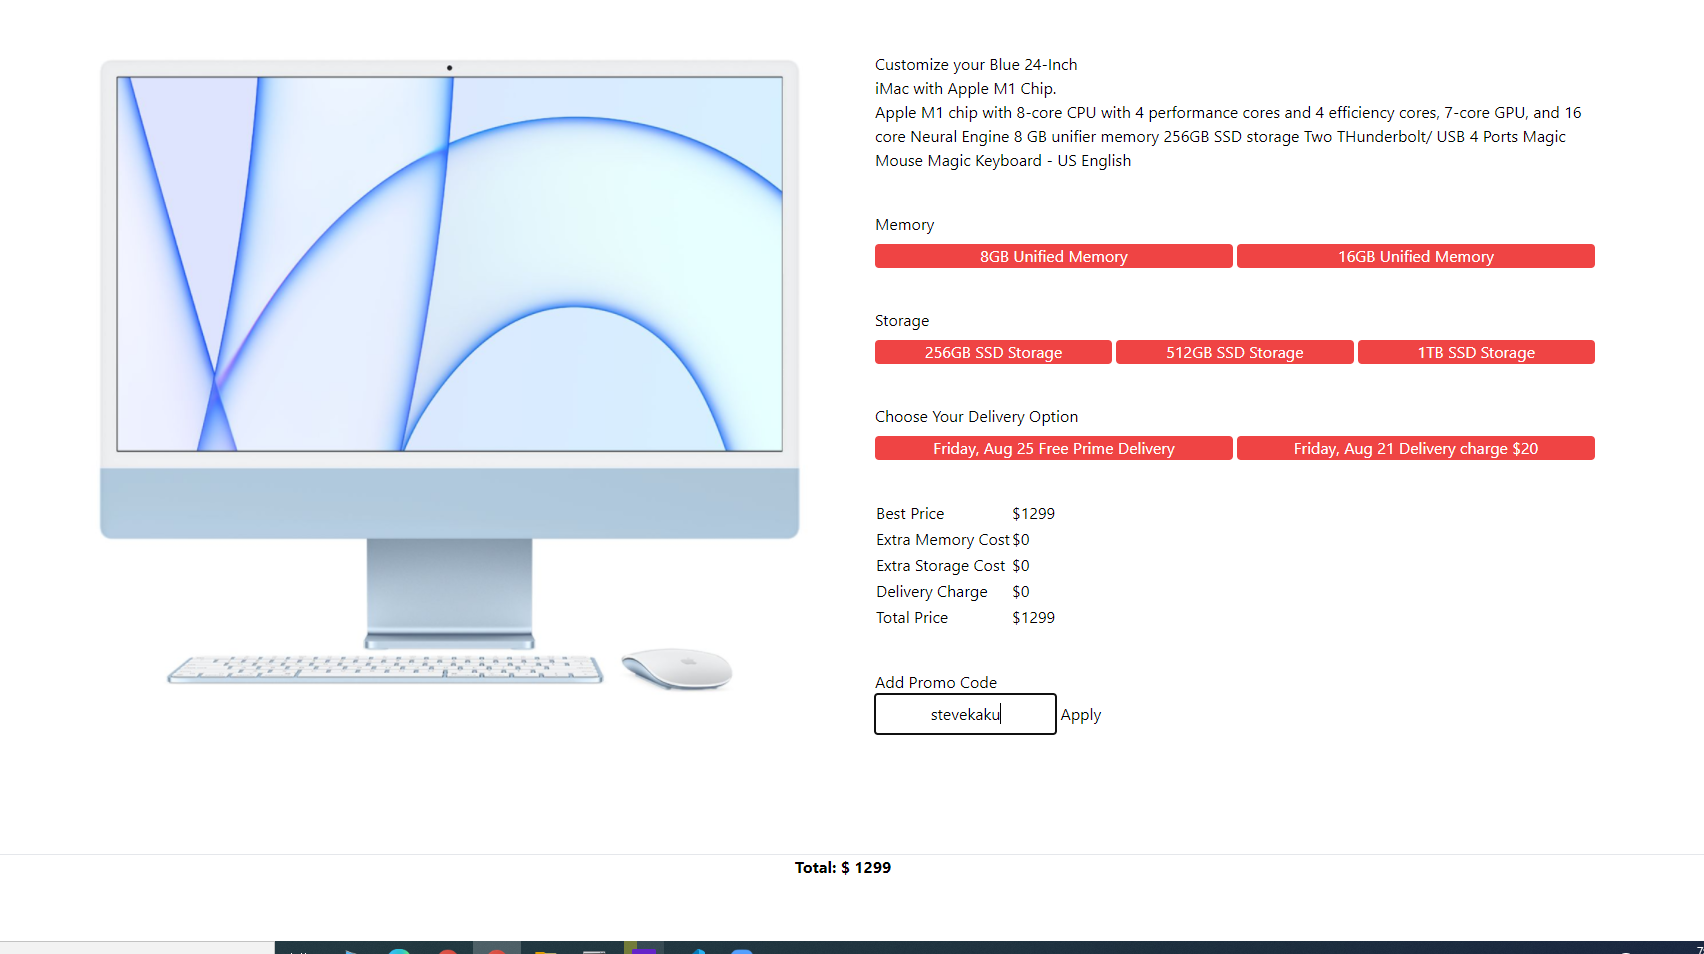 Customize your Blue 24-Inch
iMac with Apple M1 Chip.
Apple M1 chip with 8-core CPU with 4 performance cores and 4 efficiency cores, 7-core GPU, and 16
core Neural Engine 8 GB unifier memory 256GB SSD storage Two THunderbolt/ USB 4 Ports Magic
Mouse Magic Keyboard - US English
Memory
8GB Unified Memory 16GB Unified Memory
Storage
256GB SSD Storage 512GB SSD Storage 1TB SSD Storage
Choose Your Delivery Option
Friday, Aug 25 Free Prime Delivery Friday, Aug 21 Delivery charge $20
Best Price $1299
Extra Memory Cost $0
Extra Storage Cost $0
Delivery Charge $0
Total Price $1299
Add Promo Code
stevekaku Apply
Total: $ 1299